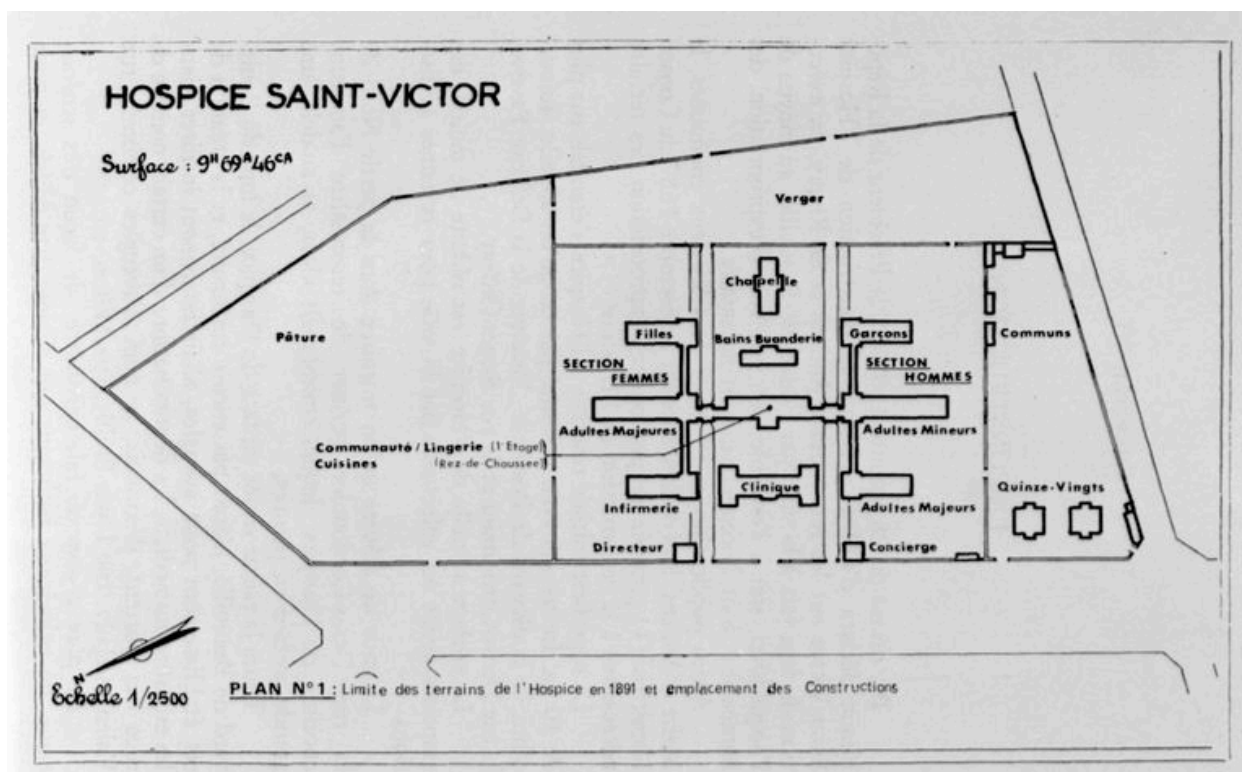 HOSPICE SAINT-VICTOR
Surface : 9H 69A 46CA
Verger
Chapelle
Pâture
Filles
Bains Buanderie
Garçons
Communs
SECTION
FEMMES
SECTION
HOMMES
Adultes Majeures
Adultes Mineurs
Communauté / Lingerie (1'Etage)
Cuisines (Rez-de-Chaussee)
Clinique
Quinze-Vingts
Infirmerie
Adultes Majeurs
Directeur
Concierge
N
Echelle 1/2500
PLAN N°1 : Limite des terrains de l'Hospice en 1891 et emplacement des Constructions